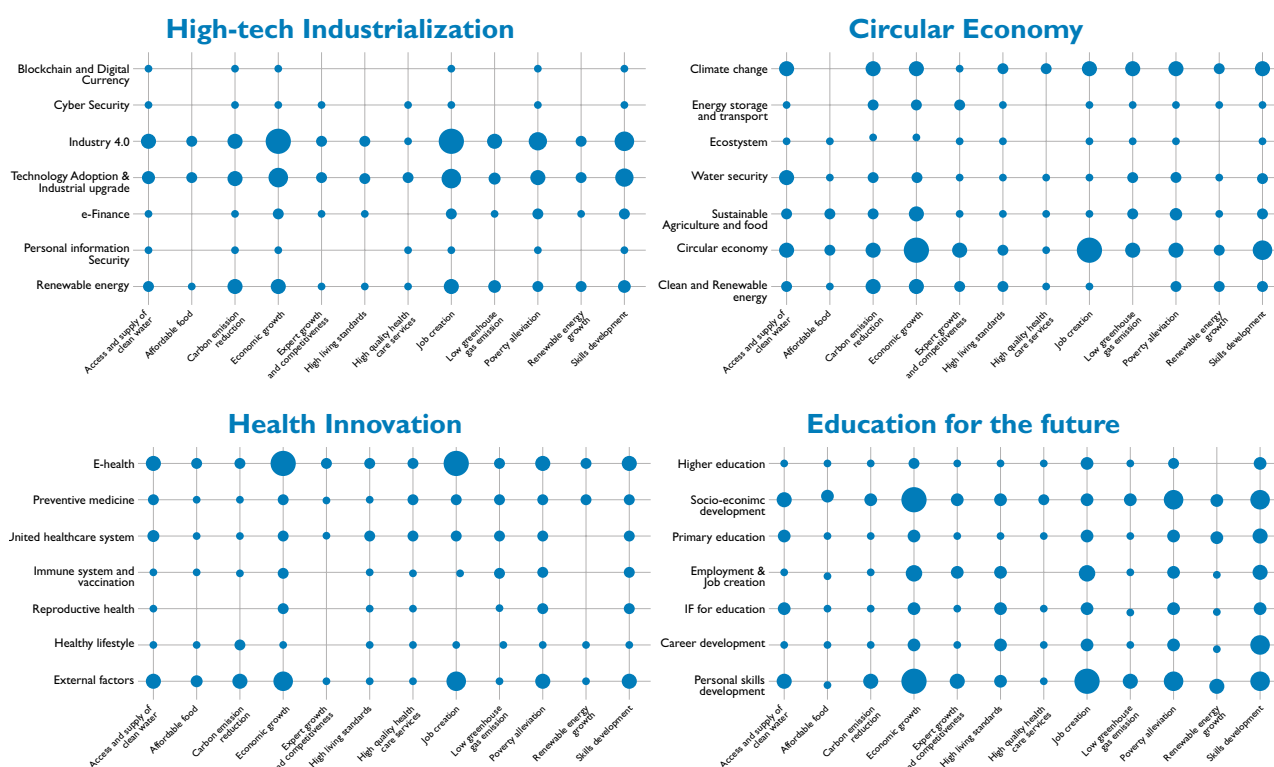 High-tech Industrialization
Blockchain and Digital
Currency
Cyber Security
Industry 4.0
Technology Adoption &
Industrial upgrade
e-Finance
Personal information
Security
Renewable energy
Access and supply of
clean water
Affordable food
Carbon emission
reduction
Economic growth
Expert growth
and competitiveness
High living standards
High quality health
care services
Job creation
Low greenhouse
gas emission
Poverty alleviation
Renewable energy
growth
Skills development
Circular Economy
Climate change
Energy storage
and transport
Ecosystem
Water security
Sustainable
Agriculture and food
Circular economy
Clean and Renewable
energy
Access and supply of
clean water
Affordable food
Carbon emission
reduction
Economic growth
Expert growth
and competitiveness
High living standards
High quality health
care services
Job creation
Low greenhouse
gas emission
Poverty alleviation
Renewable energy
growth
Skills development
Health Innovation
E-health
Preventive medicine
United healthcare system
Immune system and
vaccination
Reproductive health
Healthy lifestyle
External factors
Access and supply of
clean water
Affordable food
Carbon emission
reduction
Economic growth
Expert growth
and competitiveness
High living standards
High quality health
care services
Job creation
Low greenhouse
gas emission
Poverty alleviation
Renewable energy
growth
Skills development
Education for the future
Higher education
Socio-econimc
development
Primary education
Employment &
Job creation
IF for education
Career development
Personal skills
development
Access and supply of
clean water
Affordable food
Carbon emission
reduction
Economic growth
Expert growth
and competitiveness
High living standards
High quality health
care services
Job creation
Low greenhouse
gas emission
Poverty alleviation
Renewable energy
growth
Skills development